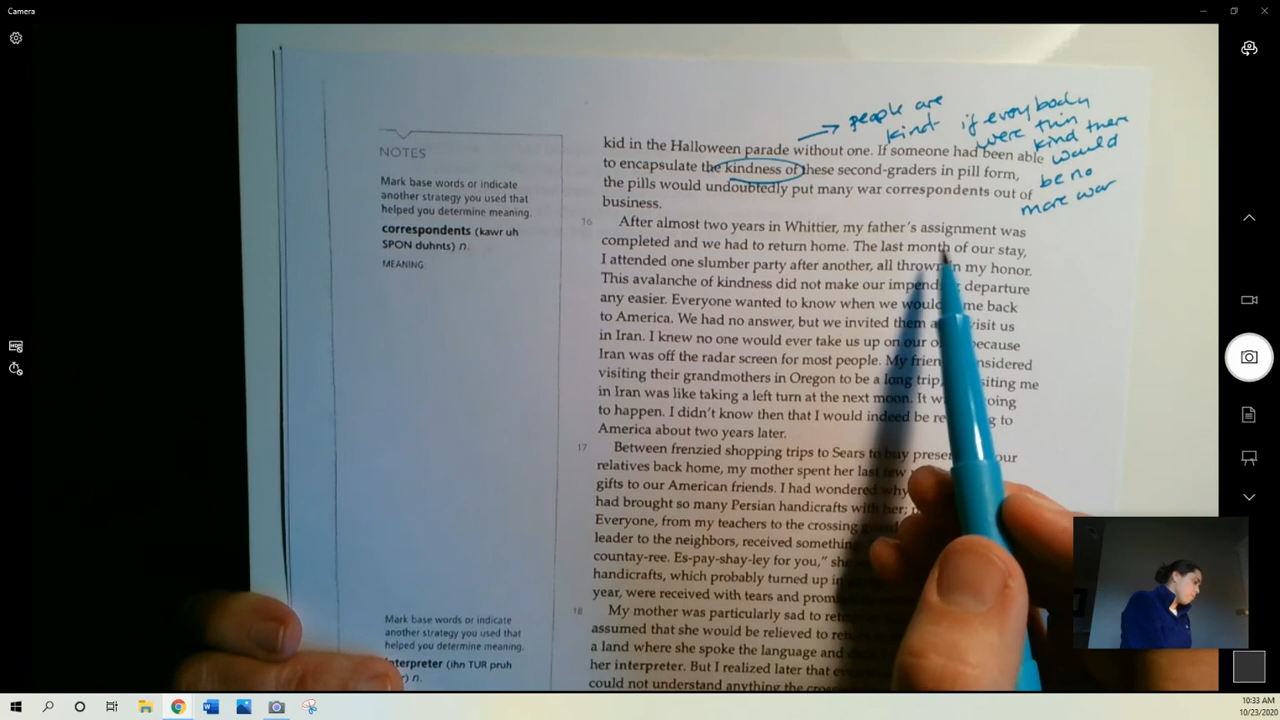 Camera
people are
kind
if everybody
were this
kind there
would
be no
more war
NOTES
Mark base words or indicate
another strategy you used that
helped you determine meaning.
correspondents (kawr uh
SPON duhnts) n.
MEANING:
kid in the Halloween parade without one. If someone had been able
to encapsulate the kindness of these second-graders in pill form,
the pills would undoubtedly put many war correspondents out of
business.
16 After almost two years in Whittier, my father's assignment was
completed and we had to return home. The last month of our stay,
I attended one slumber party after another, all thrown in my honor.
This avalanche of kindness did not make our impending departure
any easier. Everyone wanted to know when we would me back
to America. We had no answer, but we invited them visit us
in Iran. I knew no one would ever take us up on our because
Iran was off the radar screen for most people. My nsidered
visiting their grandmothers in Oregon to be a long trip, siting me
in Iran was like taking a left turn at the next moon. It oing
to happen. I didn't know then that I would indeed be to
America about two years later.
17 Between frenzied shopping trips to Sears to buy our
relatives back home, my mother spent her last few
gifts to our American friends. I had wondered why
had brought so many Persian handicrafts with her;
Everyone, from my teachers to the crossing
leader to the neighbors, received something
countay-ree. Es-pay-shay-ley for you," she
handicrafts, which probably turned up in
year, were received with tears and
18 My mother was particularly sad to
assumed that she would be relieved to
a land where she spoke the language and
her interpreter. But I realized later that
could not understand anything the
Mark base words or indicate
another strategy you used that
helped you determine meaning.
interpreter (ihn TUR pruh
) n.
10:33 AM
10/23/2020